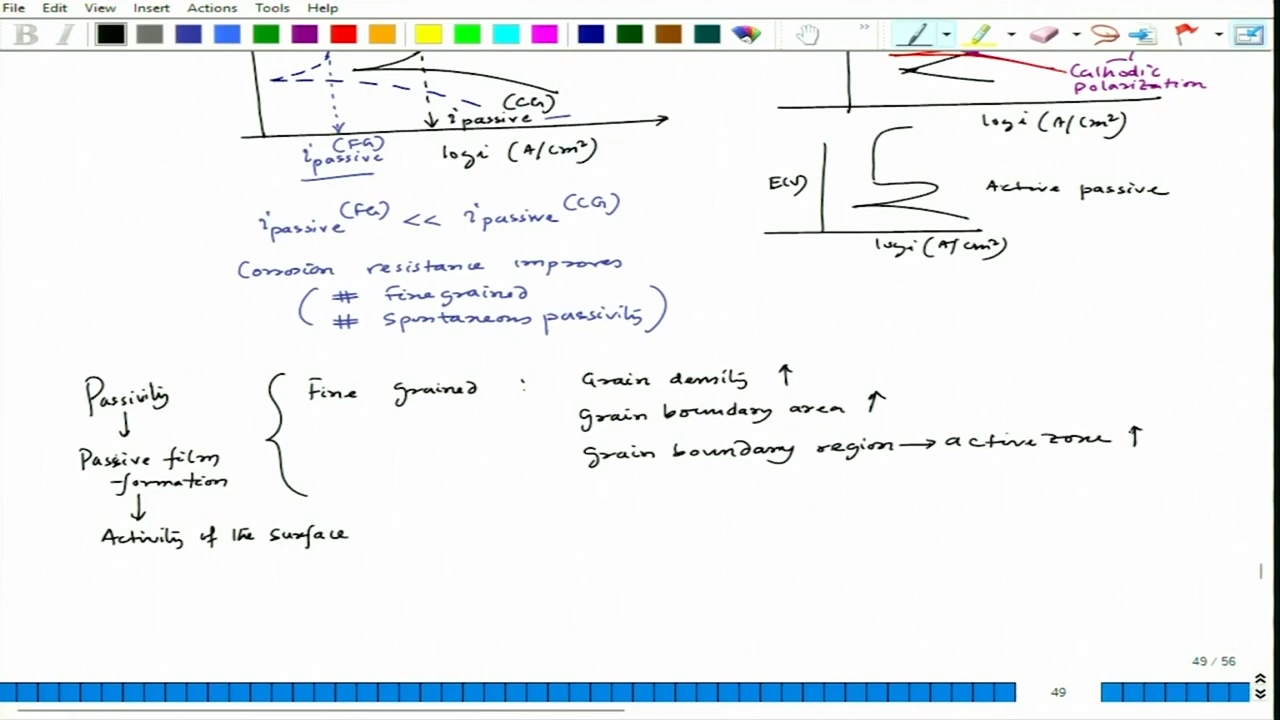 File Edit View Insert Actions Tools Help
B I
Cathodic
polarization
i passive (CG)
i passive (FG)
log i (A/cm²)
log i (A/cm²)
E(V)
Active passive
log i (A/cm²)
i passive (FG) << i passive (CG)
Corrosion resistance improves
( # Fine grained
# Spontaneous passivity )
Passivity
↓
Passive film
formation
↓
Activity of the surface
{ Fine grained :
Grain density ↑
Grain boundary area ↑
Grain boundary region → active zone ↑
49 / 56
49